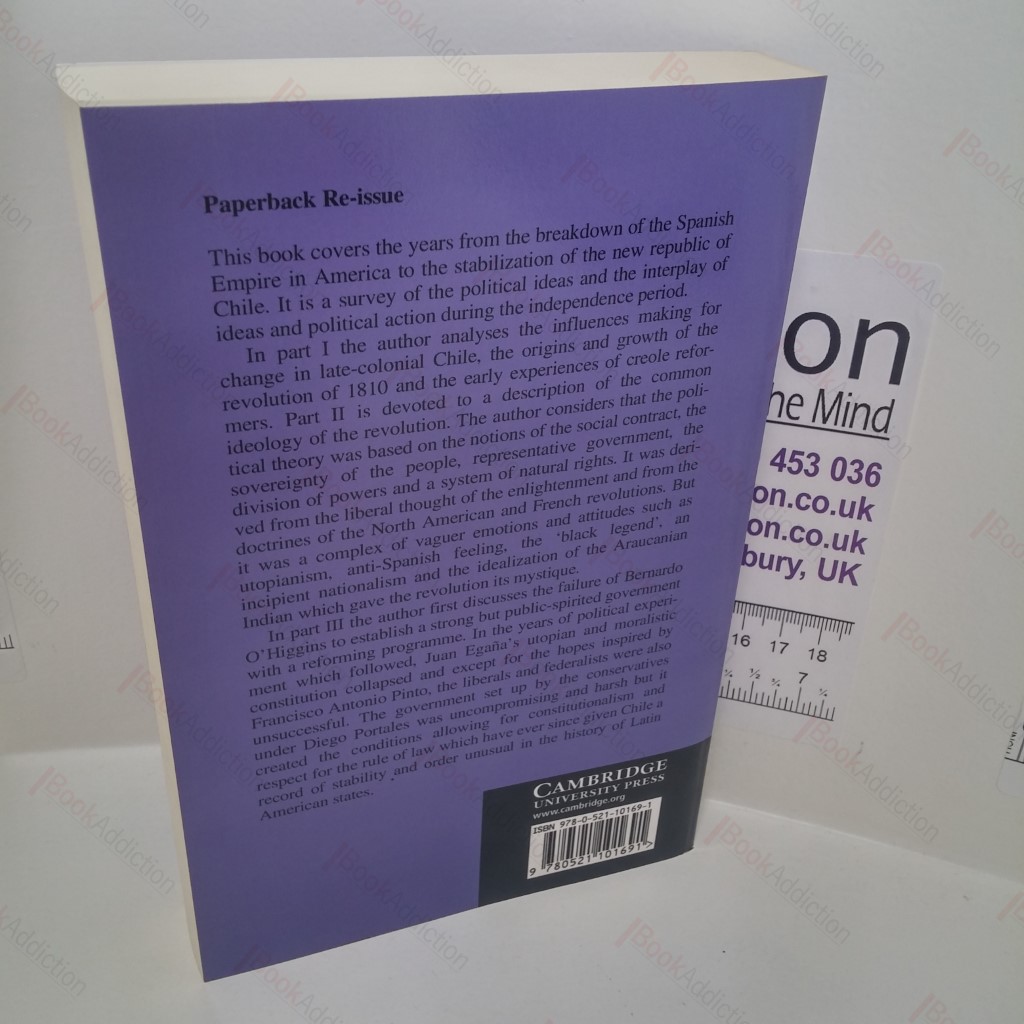 Paperback Re-issue
This book covers the years from the breakdown of the Spanish
Empire in America to the stabilization of the new republic of
Chile. It is a survey of the political ideas and the interplay of
ideas and political action during the independence period.
In part I the author analyses the influences making for
change in late-colonial Chile, the origins and growth of the
revolution of 1810 and the early experiences of creole refor-
mers. Part II is devoted to a description of the common
ideology of the revolution. The author considers that the poli-
tical theory was based on the notions of the social contract, the
sovereignty of the people, representative government, the
division of powers and a system of natural rights. It was deri-
ved from the liberal thought of the enlightenment and from the
doctrines of the North American and French revolutions. But
it was a complex of vaguer emotions and attitudes such as
utopianism, anti-Spanish feeling, the 'black legend', an
incipient nationalism and the idealization of the Araucanian
Indian which gave the revolution its mystique.
In part III the author first discusses the failure of Bernardo
O'Higgins to establish a strong but public-spirited government
with a reforming programme. In the years of political experi-
ment which followed, Juan Egaña's utopian and moralistic
constitution collapsed and except for the hopes inspired by
Francisco Antonio Pinto, the liberals and federalists were also
unsuccessful. The government set up by the conservatives
under Diego Portales was uncompromising and harsh but it
created the conditions allowing for constitutionalism and
respect for the rule of law which have ever since given Chile a
record of stability and order unusual in the history of Latin
American states.
CAMBRIDGE
UNIVERSITY PRESS
www.cambridge.org
ISBN 978-0-521-10169-1
9 780521 101691 >
on
he Mind
453 036
on.co.uk
on.co.uk
bury, UK
16 17 18
½ ¾ 7 ¼
BookAddiction